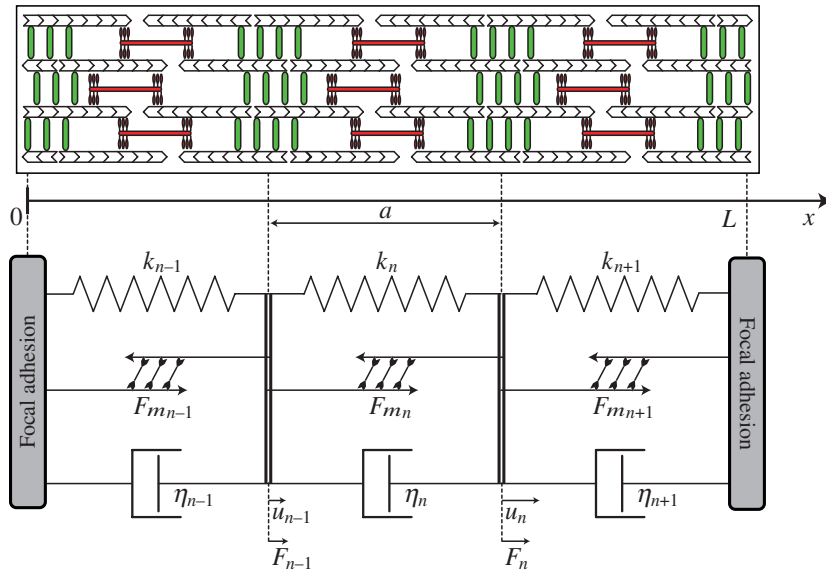 0 a L x
k_{n–1} k_n k_{n+1}
Focal adhesion
Focal adhesion
F_{m_{n–1}} F_{m_n} F_{m_{n+1}}
η_{n–1} η_n η_{n+1}
u_{n–1} u_n
F_{n–1} F_n